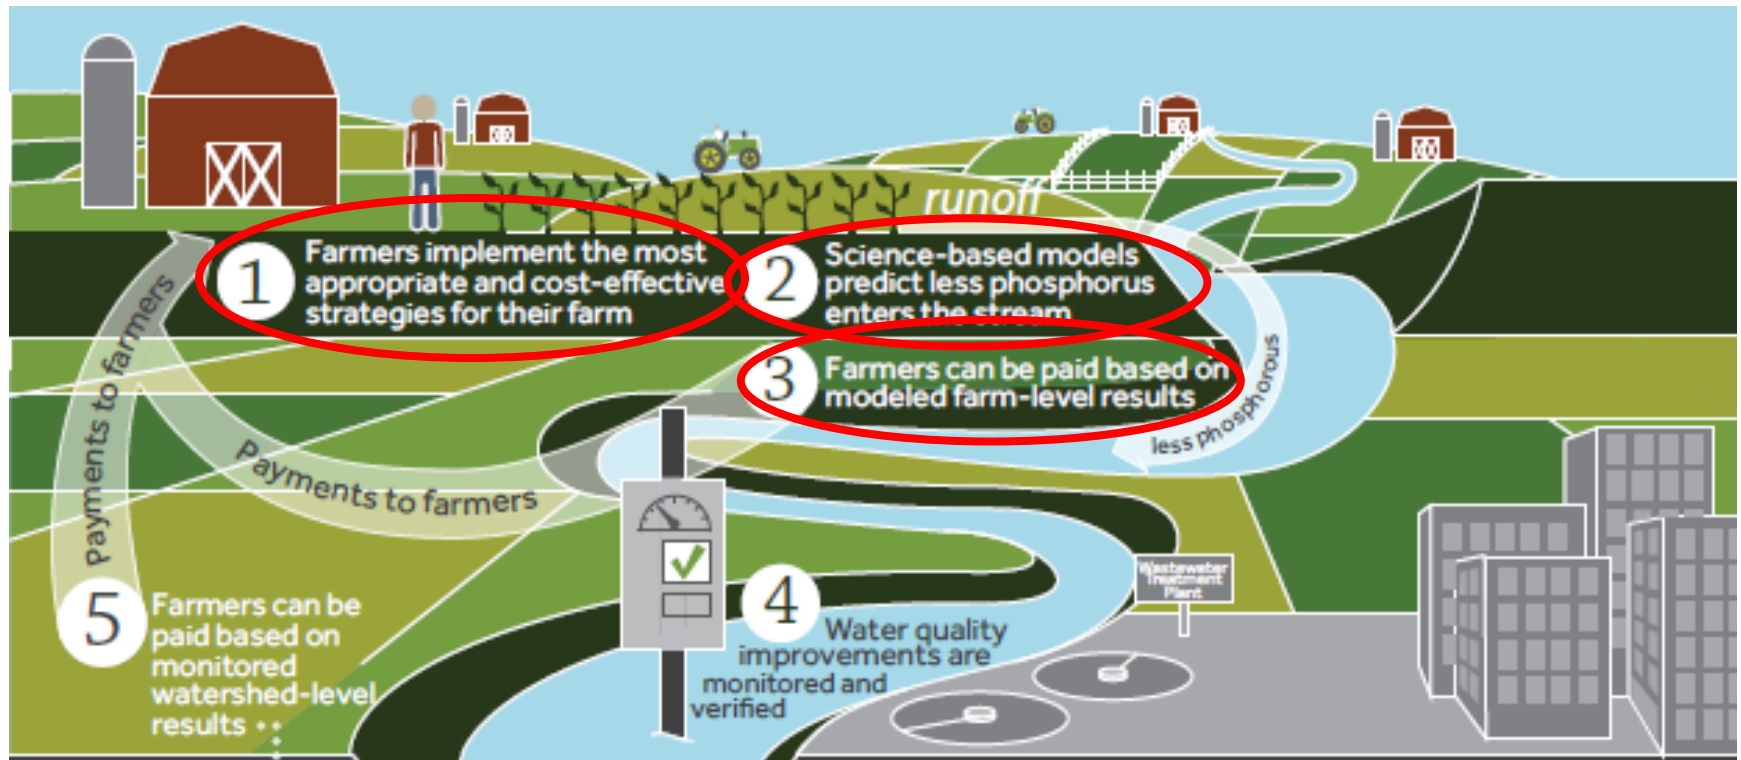 runoff
1
Farmers implement the most
appropriate and cost-effective
strategies for their farm
2
Science-based models
predict less phosphorus
enters the stream
3
Farmers can be paid based on
modeled farm-level results
less phosphorous
Payments to farmers
Payments to farmers
Wastewater
Treatment
Plant
4
Water quality
improvements are
monitored and
verified
5
Farmers can be
paid based on
monitored
watershed-level
results